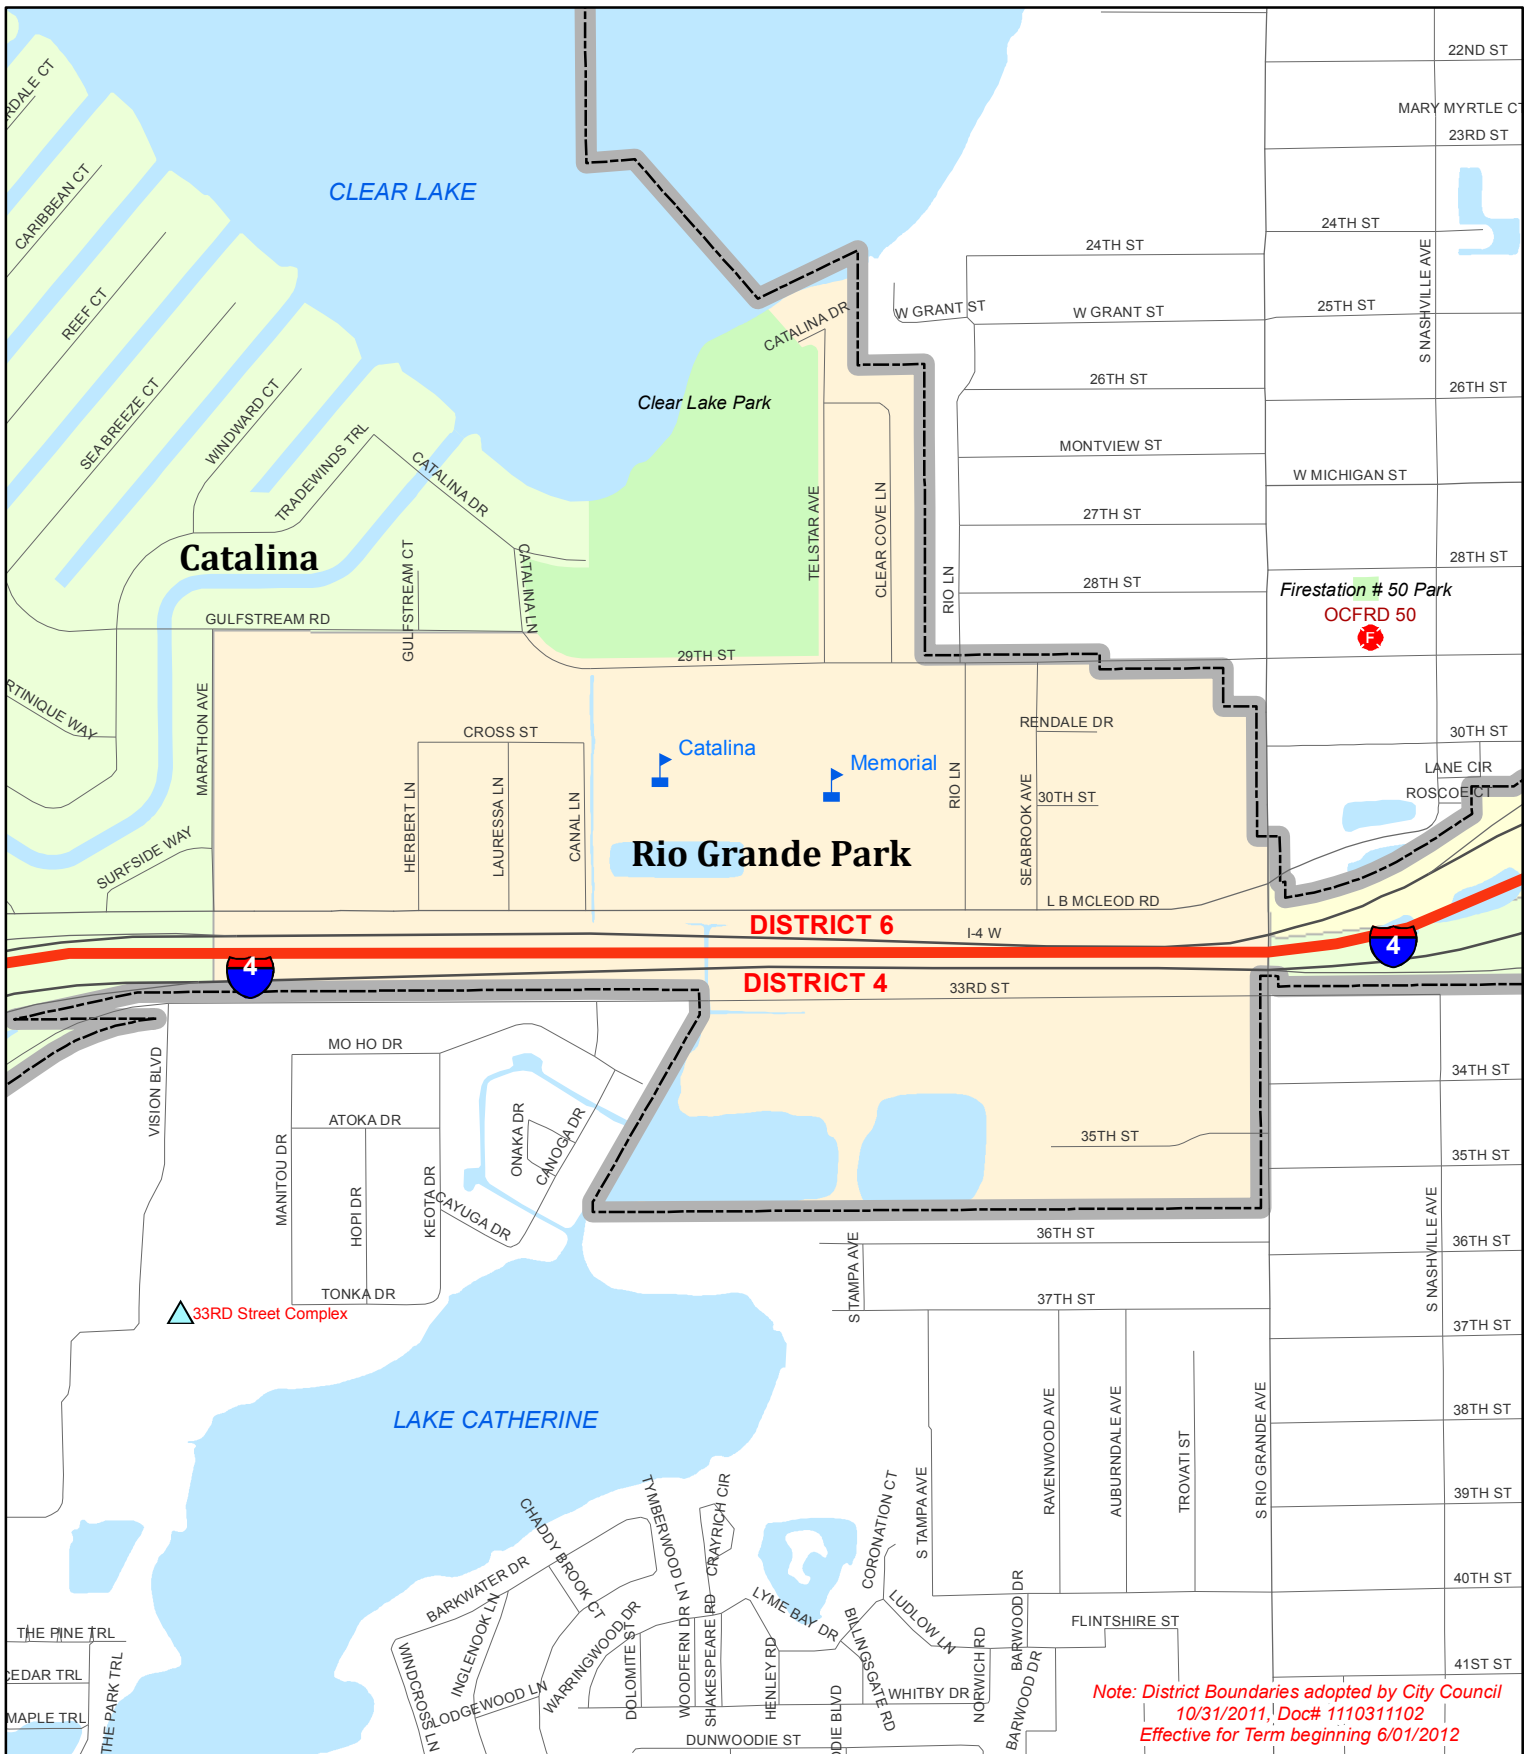 22ND ST
MARY MYRTLE CT
23RD ST
RDALE CT
CARIBBEAN CT
CLEAR LAKE
24TH ST
24TH ST
S NASHVILLE AVE
REEF CT
W GRANT ST
W GRANT ST
25TH ST
CATALINA DR
SEA BREEZE CT
WINDWARD CT
26TH ST
26TH ST
Clear Lake Park
TRADEWINDS TRL
CATALINA DR
MONTVIEW ST
W MICHIGAN ST
TELSTAR AVE
CLEAR COVE LN
27TH ST
Catalina
GULFSTREAM CT
CATALINA LN
28TH ST
28TH ST
RIO LN
Firestation # 50 Park
OCFRD 50
F
GULFSTREAM RD
29TH ST
RTINIQUE WAY
MARATHON AVE
CROSS ST
RENDALE DR
30TH ST
Catalina
Memorial
LANE CIR
ROSCOE CT
RIO LN
30TH ST
SEABROOK AVE
HERBERT LN
LAURESSA LN
CANAL LN
SURFSIDE WAY
Rio Grande Park
L B MCLEOD RD
DISTRICT 6
I-4 W
4
4
DISTRICT 4
33RD ST
VISION BLVD
MO HO DR
34TH ST
ATOKA DR
ONAKA DR
CANOGA DR
35TH ST
35TH ST
MANITOU DR
HOPI DR
KEOTA DR
CAYUGA DR
S NASHVILLE AVE
S TAMPA AVE
36TH ST
36TH ST
TONKA DR
33RD Street Complex
37TH ST
37TH ST
LAKE CATHERINE
RAVENWOOD AVE
AUBURNDALE AVE
TROVATI ST
S RIO GRANDE AVE
38TH ST
S TAMPA AVE
39TH ST
CHADDY BROOK CT
TYMBERWOOD LN
CRAYRICH CIR
CORONATION CT
BARKWATER DR
40TH ST
INGLENOOK LN
WARRINGWOOD DR
LYME BAY DR
LUDLOW LN
BARWOOD DR
FLINTSHIRE ST
THE PINE TRL
WINDCROSS LN
LODGEWOOD LN
DOLOMITE ST
WOODFERN DR
SHAKESPEARE RD
HENLEY RD
BILLINGSGATE RD
NORWICH RD
BARWOOD DR
CEDAR TRL
THE PARK TRL
41ST ST
WHITBY DR
MAPLE TRL
DUNWOODIE ST
DIE BLVD
Note: District Boundaries adopted by City Council
10/31/2011, Doc# 1110311102
Effective for Term beginning 6/01/2012